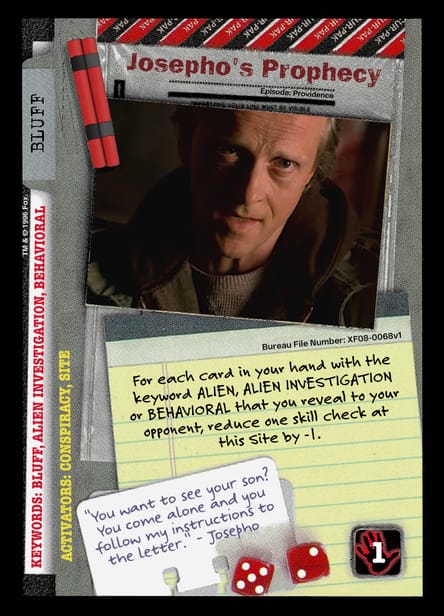 Josepho's Prophecy
Episode: Providence
BLUFF
TM & © 1996 Fox.
KEYWORDS: BLUFF, ALIEN INVESTIGATION, BEHAVIORAL
ACTIVATORS: CONSPIRACY, SITE
Bureau File Number: XF08-0068v1
For each card in your hand with the
keyword ALIEN, ALIEN INVESTIGATION
or BEHAVIORAL that you reveal to your
opponent, reduce one skill check at
this Site by -1.
"You want to see your son?
You come alone and you
follow my instructions to
the letter." - Josepho
1